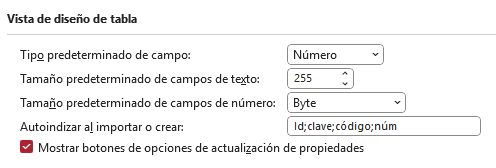 Vista de diseño de tabla
Tipo predeterminado de campo: Número
Tamaño predeterminado de campos de texto: 255
Tamaño predeterminado de campos de número: Byte
Autoindizar al importar o crear: Id;clave;código;núm
Mostrar botones de opciones de actualización de propiedades